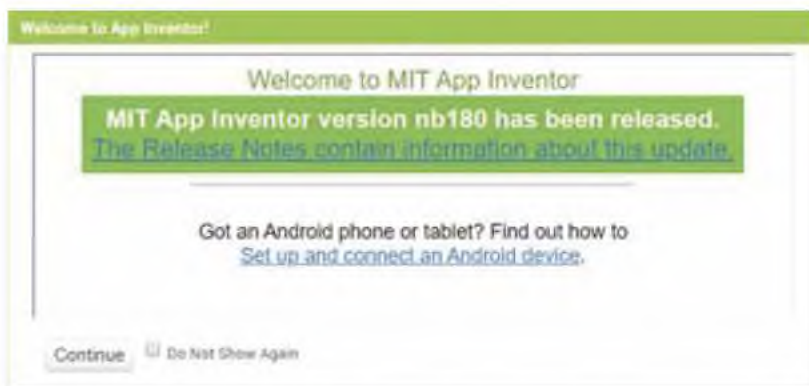 Welcome to App Inventor!
Welcome to MIT App Inventor
MIT App Inventor version nb180 has been released.
The Release Notes contain information about this update.
Got an Android phone or tablet? Find out how to
Set up and connect an Android device.
Continue
Do Not Show Again